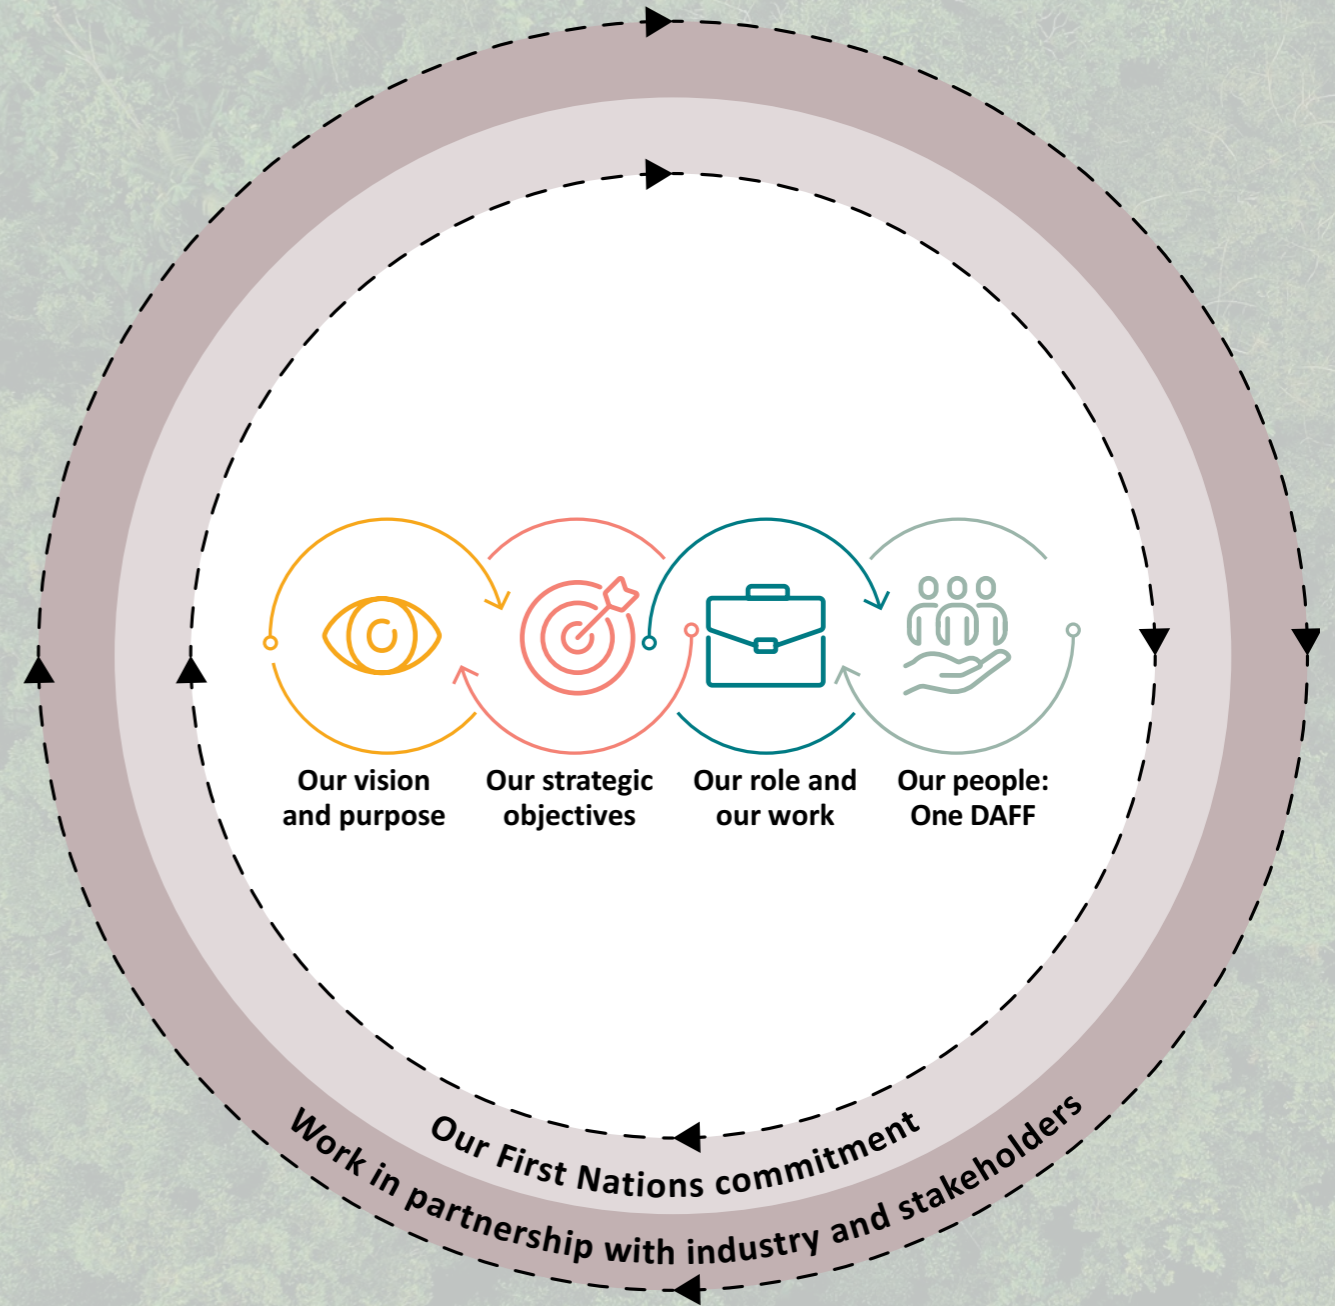 Our vision
and purpose
Our strategic
objectives
Our role and
our work
Our people:
One DAFF
Our First Nations commitment
Work in partnership with industry and stakeholders